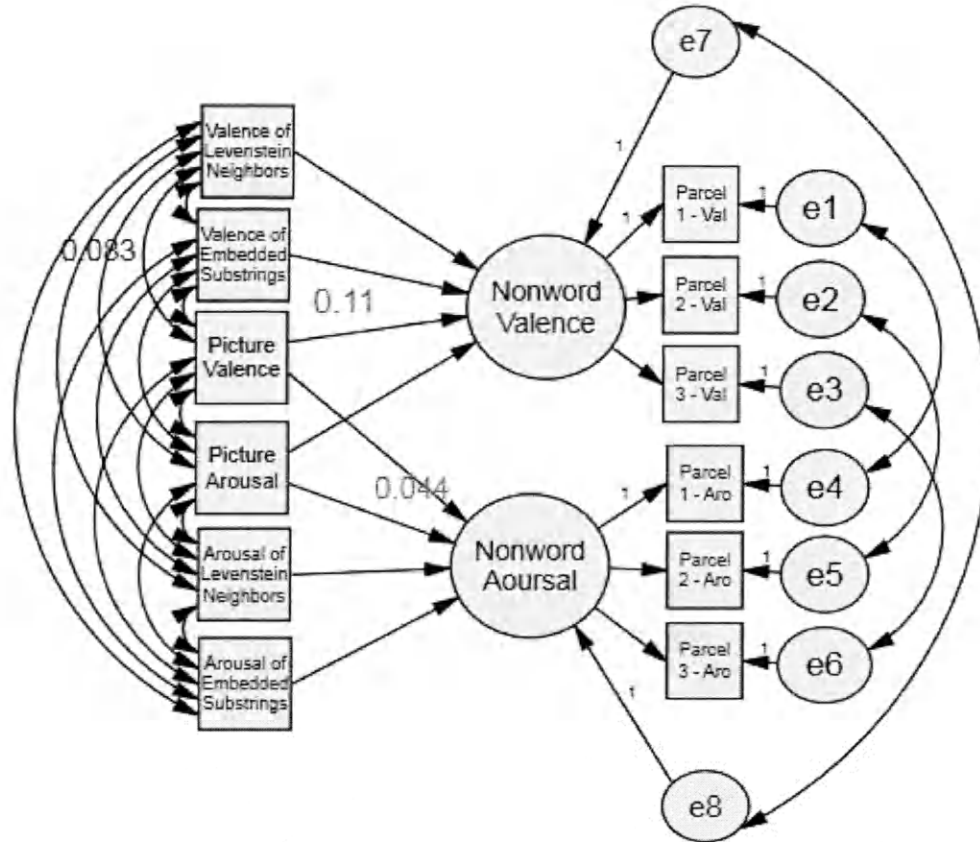 e7
Valence of
Levenstein
Neighbors
1
Parcel
1 - Val
1
1
e1
0.083
Valence of
Embedded
Substrings
0.11
Nonword
Valence
Parcel
2 - Val
1
e2
Picture
Valence
Parcel
3 - Val
1
e3
Picture
Arousal
0.044
1
Parcel
1 - Aro
1
e4
Arousal of
Levenstein
Neighbors
Nonword
Aoursal
Parcel
2 - Aro
1
e5
Arousal of
Embedded
Substrings
Parcel
3 - Aro
1
e6
1
e8